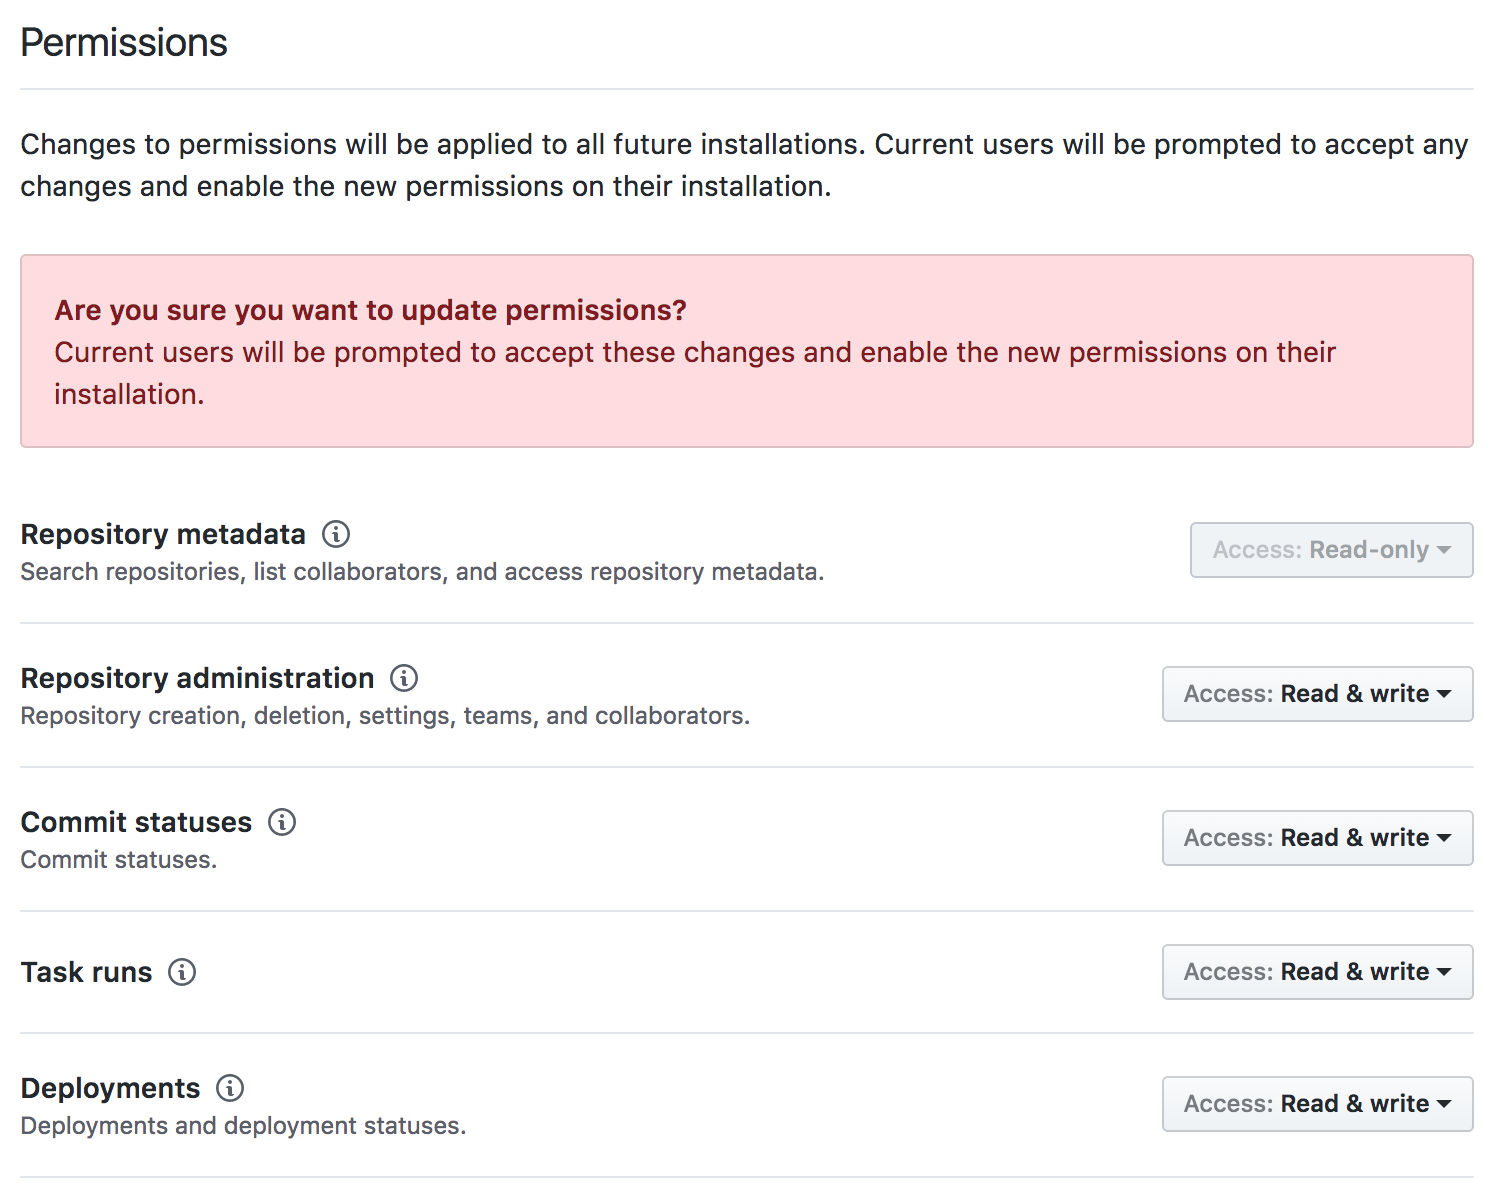 Permissions
Changes to permissions will be applied to all future installations. Current users will be prompted to accept any
changes and enable the new permissions on their installation.
Are you sure you want to update permissions?
Current users will be prompted to accept these changes and enable the new permissions on their
installation.
Repository metadata
Search repositories, list collaborators, and access repository metadata.
Access: Read-only
Repository administration
Repository creation, deletion, settings, teams, and collaborators.
Access: Read & write
Commit statuses
Commit statuses.
Access: Read & write
Task runs
Access: Read & write
Deployments
Deployments and deployment statuses.
Access: Read & write